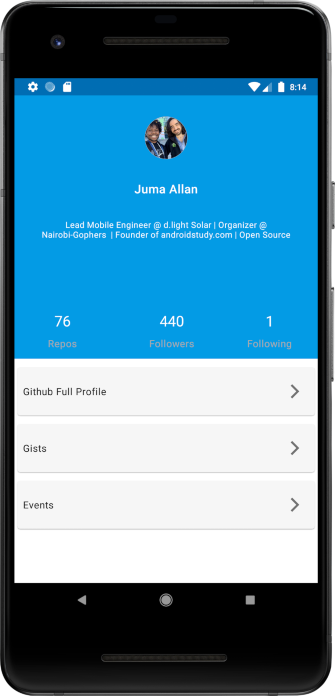 8:14
Juma Allan
Lead Mobile Engineer @ d.light Solar | Organizer @
Nairobi-Gophers  | Founder of androidstudy.com | Open Source
76 440 1
Repos Followers Following
Github Full Profile
Gists
Events